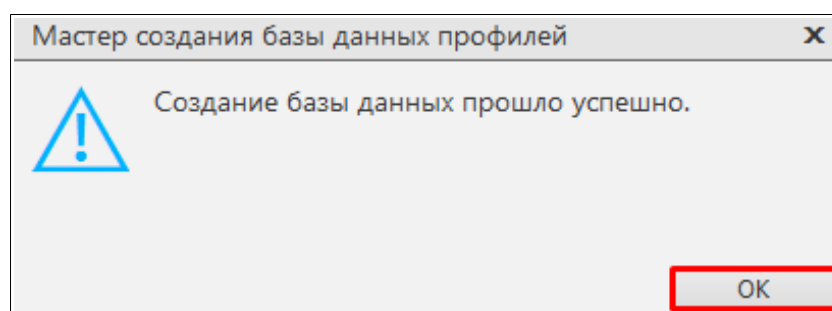 Мастер создания базы данных профилей x
Создание базы данных прошло успешно.
OK